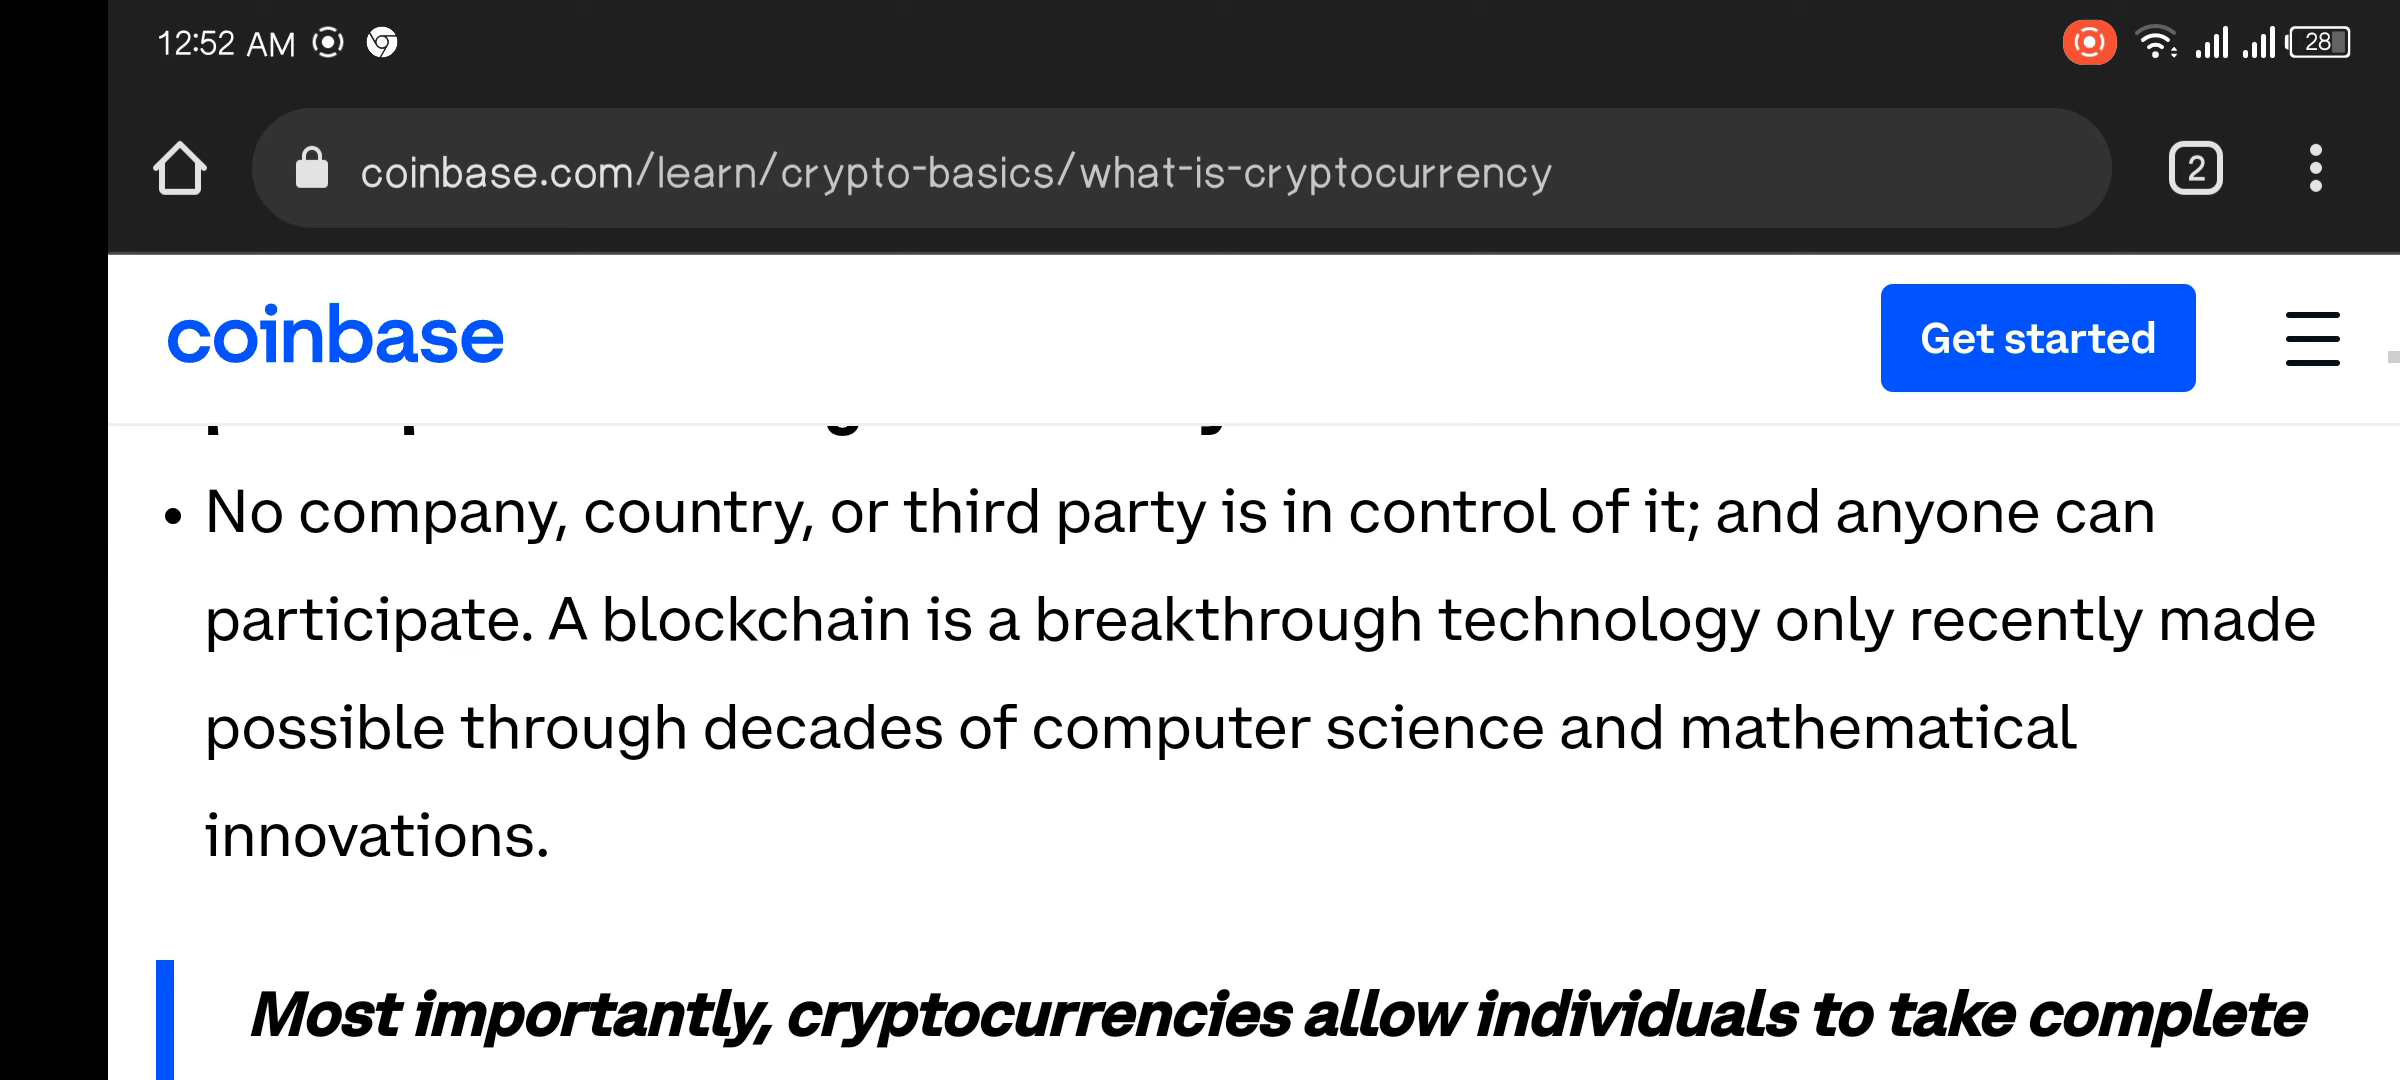 12:52 AM
28
coinbase.com/learn/crypto-basics/what-is-cryptocurrency
2
coinbase
Get started
• No company, country, or third party is in control of it; and anyone can
participate. A blockchain is a breakthrough technology only recently made
possible through decades of computer science and mathematical
innovations.
Most importantly, cryptocurrencies allow individuals to take complete